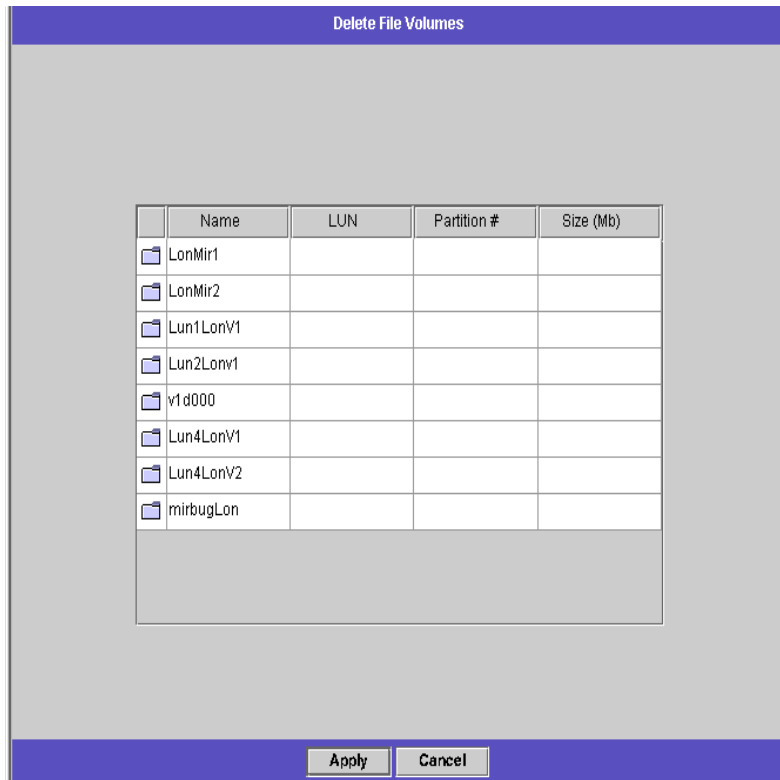 Delete File Volumes
Name LUN Partition # Size (Mb)
LonMir1
LonMir2
Lun1LonV1
Lun2Lonv1
v1d000
Lun4LonV1
Lun4LonV2
mirbugLon
Apply Cancel